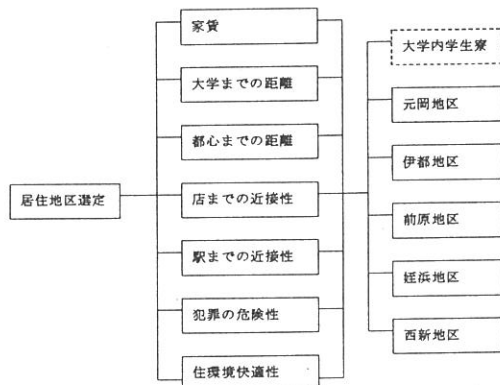 居住地区選定
家賃
大学までの距離
都心までの距離
店までの近接性
駅までの近接性
犯罪の危険性
住環境快適性
大学内学生寮
元岡地区
伊都地区
前原地区
姪浜地区
西新地区